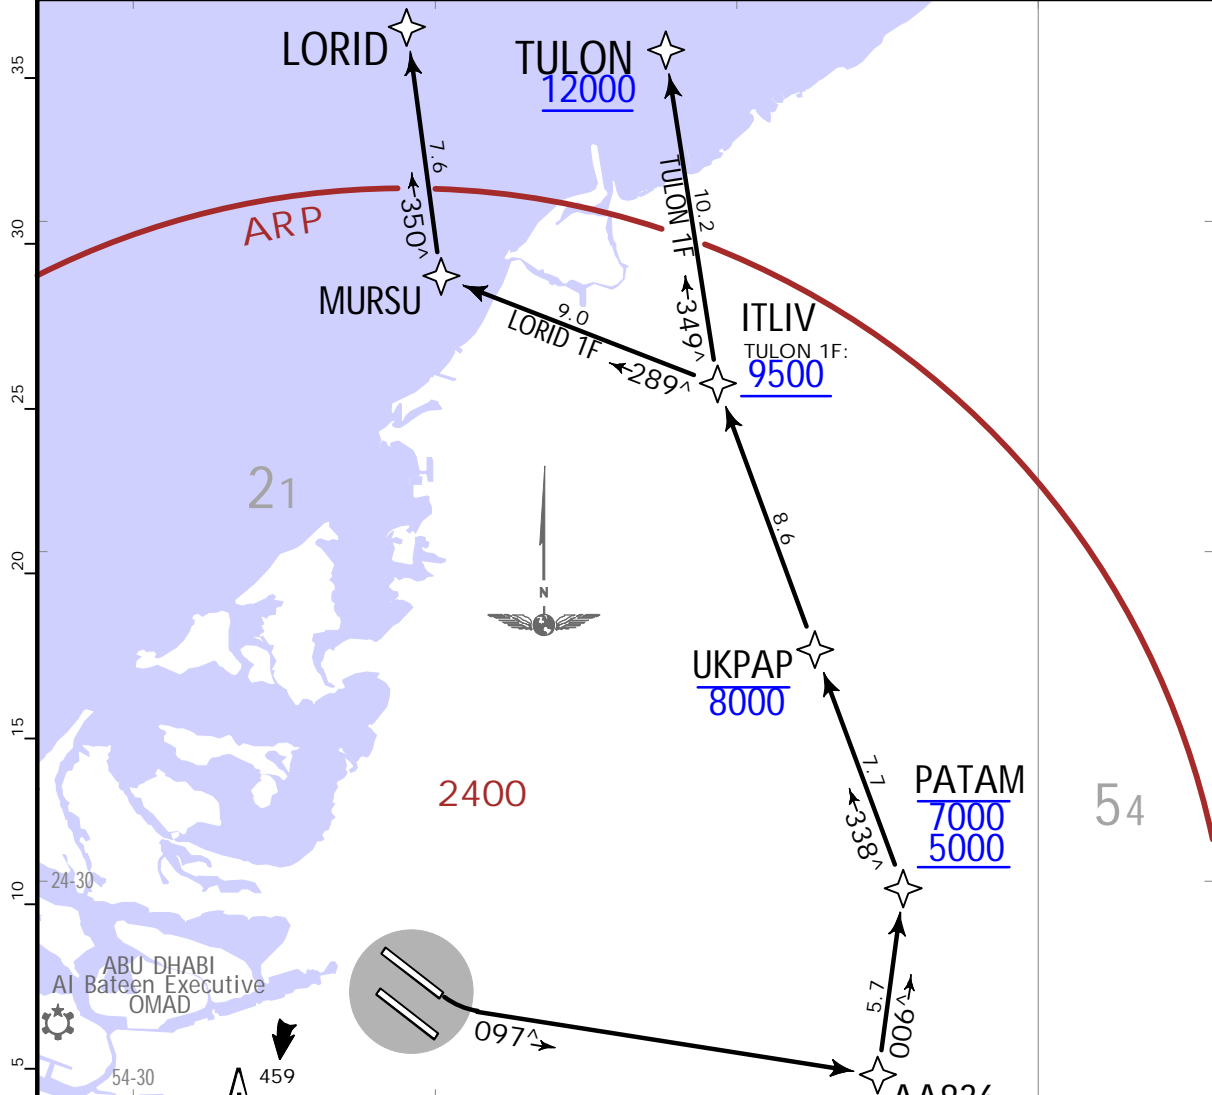 LORID
TULON
12000
35
7.6
350^
TULON 1F
10.2
349^
30
ARP
MURSU
9.0
LORID 1F
289^
ITLIV
TULON 1F:
9500
25
21
8.6
20
N
UKPAP
8000
15
7.7
338^
2400
PATAM
7000
5000
54
24-30
10
ABU DHABI
Al Bateen Executive
OMAD
097^
5.7
006^
5
54-30
459